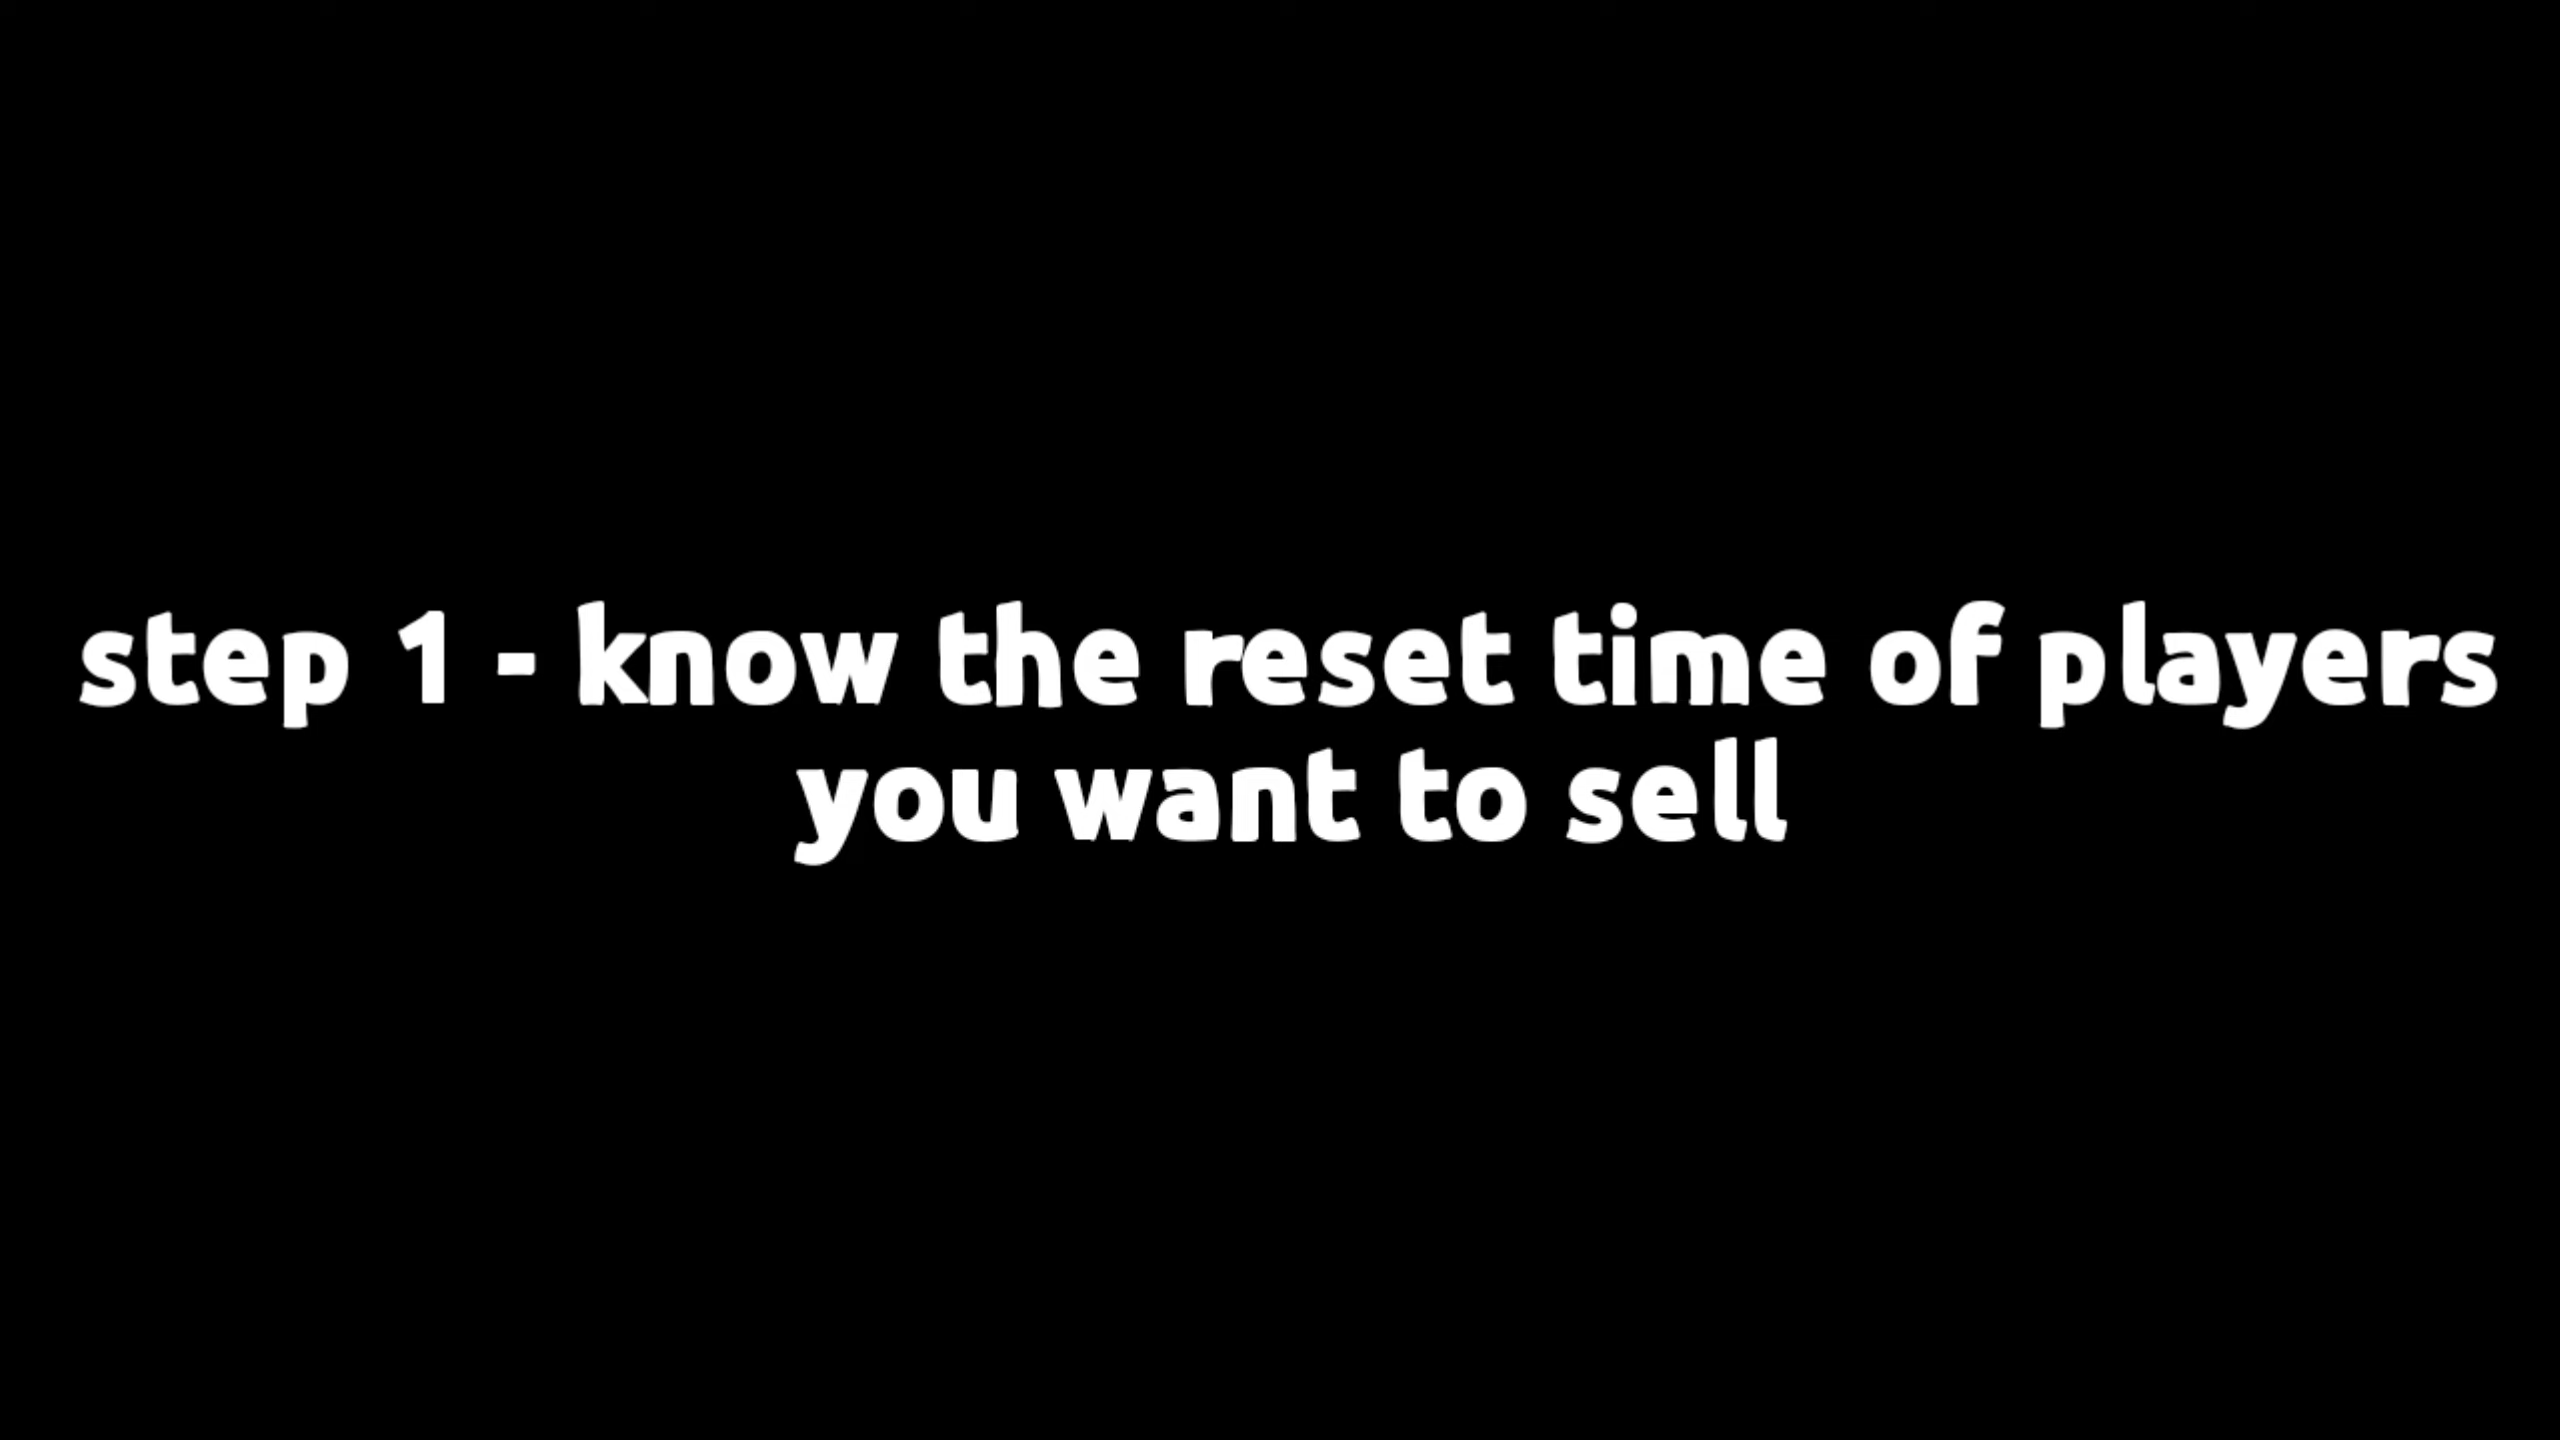 step 1 - know the reset time of players
you want to sell